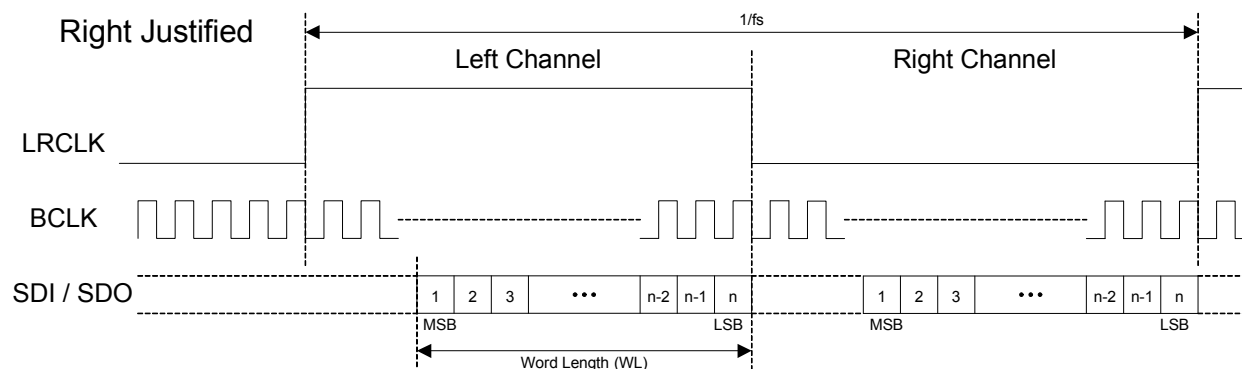 Right Justified
1/fs
Left Channel
Right Channel
LRCLK
BCLK
SDI / SDO
1 2 3 ••• n-2 n-1 n 1 2 3 ••• n-2 n-1 n
MSB LSB MSB LSB
Word Length (WL)